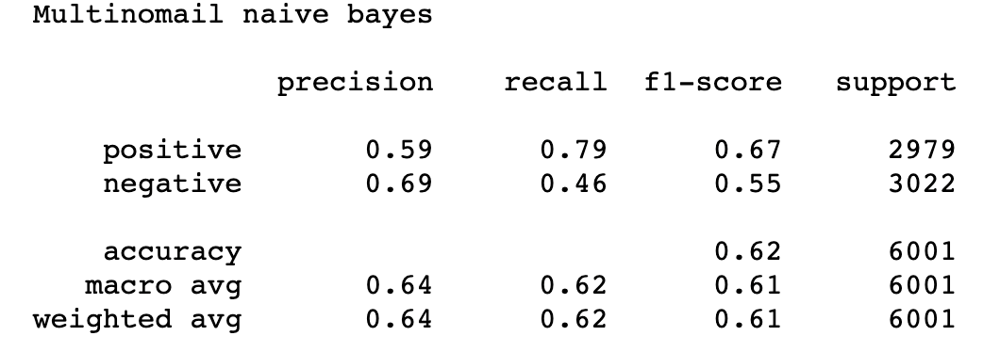 Multinomail naive bayes
precision recall f1-score support
positive 0.59 0.79 0.67 2979
negative 0.69 0.46 0.55 3022
accuracy 0.62 6001
macro avg 0.64 0.62 0.61 6001
weighted avg 0.64 0.62 0.61 6001